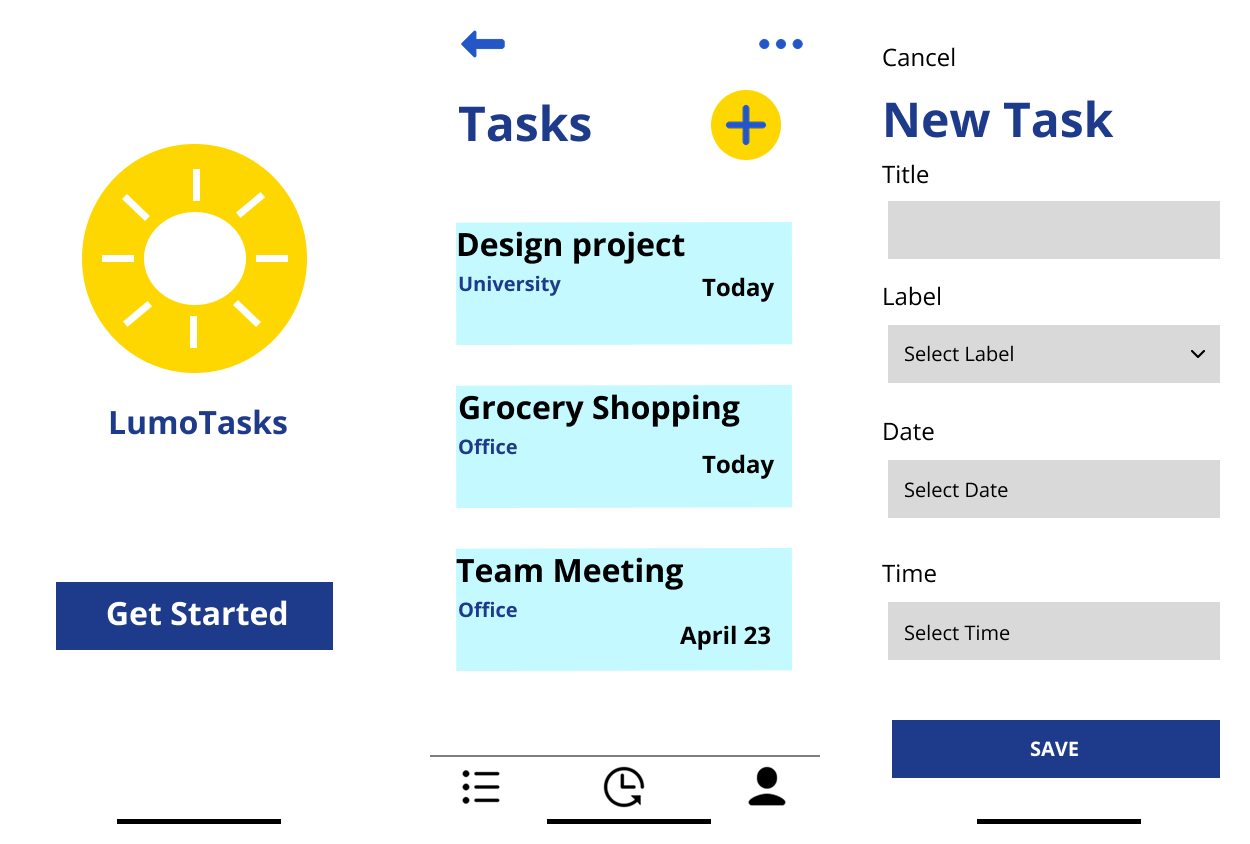 LumoTasks
Get Started
Tasks
Design project
University
Today
Grocery Shopping
Office
Today
Team Meeting
Office
April 23
Cancel
New Task
Title
Label
Select Label
Date
Select Date
Time
Select Time
SAVE